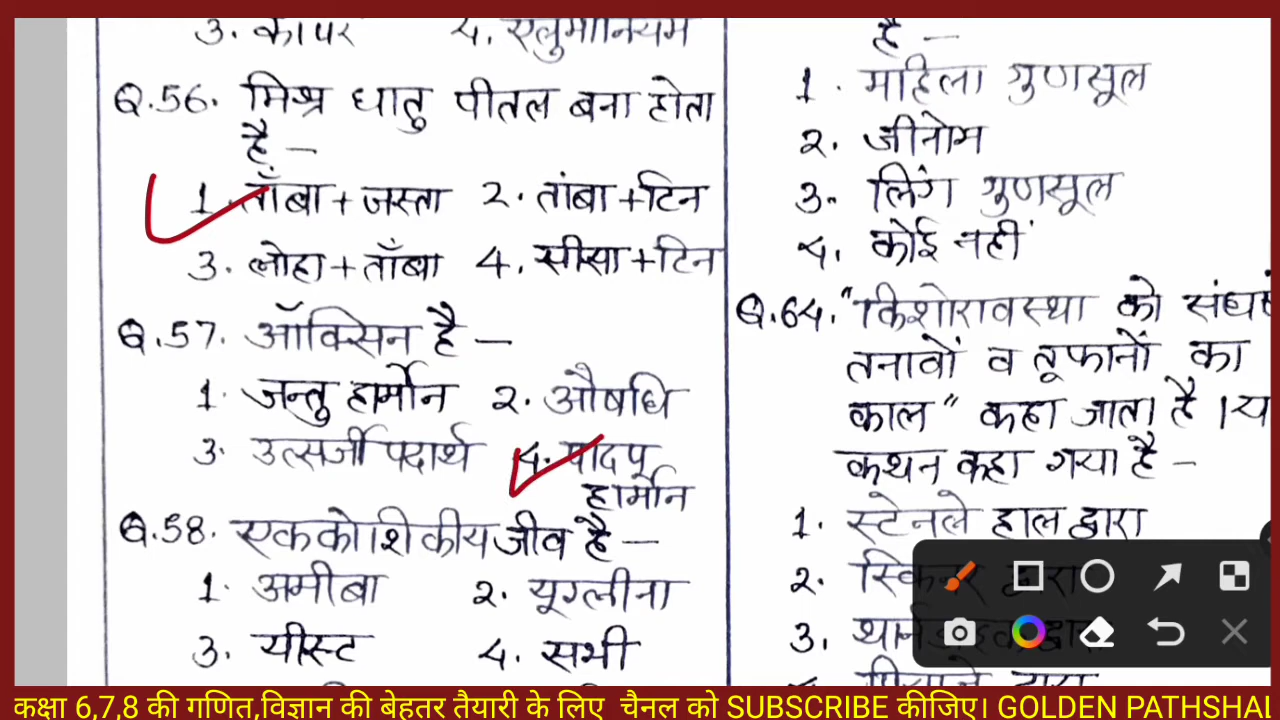 3. कॉपर 4. एलुमीनियम
Q.56. मिश्र धातु पीतल बना होता
है –
1. ताँबा + जस्ता 2. तांबा + टिन
3. लोहा + ताँबा 4. सीसा + टिन
Q.57. ऑक्सिन है –
1. जन्तु हार्मोन 2. औषधि
3. उत्सर्जी पदार्थ 4. पादप
हार्मोन
Q.58. एककोशिकीय जीव है –
1. अमीबा 2. यूग्लीना
3. यीस्ट 4. सभी
है –
1. महिला गुणसूत्र
2. जीनोम
3. लिंग गुणसूत्र
4. कोई नहीं
Q.64. "किशोरावस्था को
तनावों व तूफानों का
काल" कहा जाता है ।
कथन कहा गया है –
1. स्टेनले हाल द्वारा
2.
3.
कक्षा 6,7,8 की गणित,विज्ञान की बेहतर तैयारी के लिए चैनल को SUBSCRIBE कीजिए। GOLDEN PATHSHAL